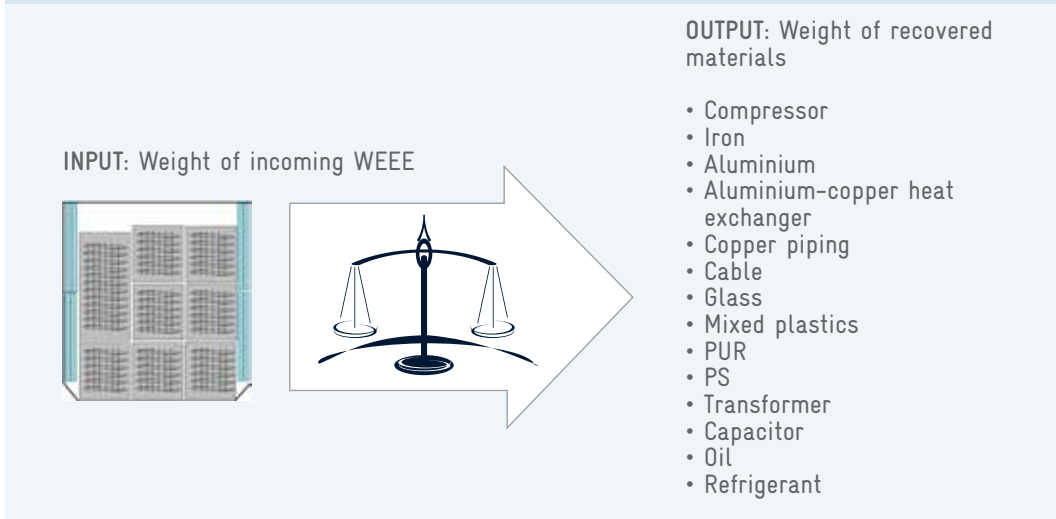 INPUT: Weight of incoming WEEE
OUTPUT: Weight of recovered
materials
• Compressor
• Iron
• Aluminium
• Aluminium-copper heat
exchanger
• Copper piping
• Cable
• Glass
• Mixed plastics
• PUR
• PS
• Transformer
• Capacitor
• Oil
• Refrigerant